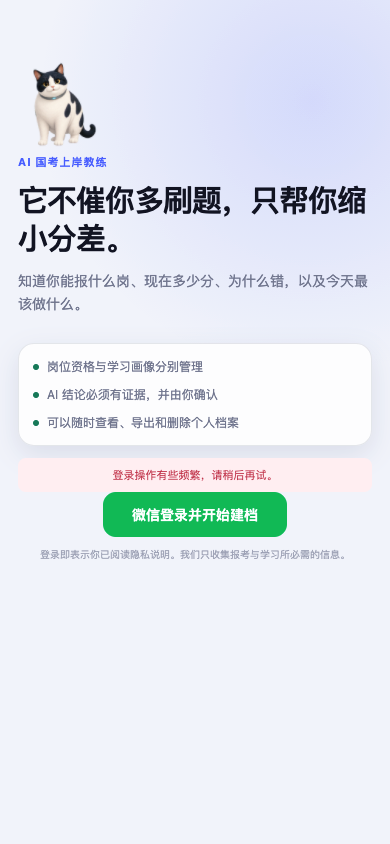 AI 国考上岸教练
它不催你多刷题，只帮你缩
小分差。
知道你能报什么岗、现在多少分、为什么错，以及今天最
该做什么。
岗位资格与学习画像分别管理
AI 结论必须有证据，并由你确认
可以随时查看、导出和删除个人档案
登录操作有些频繁，请稍后再试。
微信登录并开始建档
登录即表示你已阅读隐私说明。我们只收集报考与学习所必需的信息。